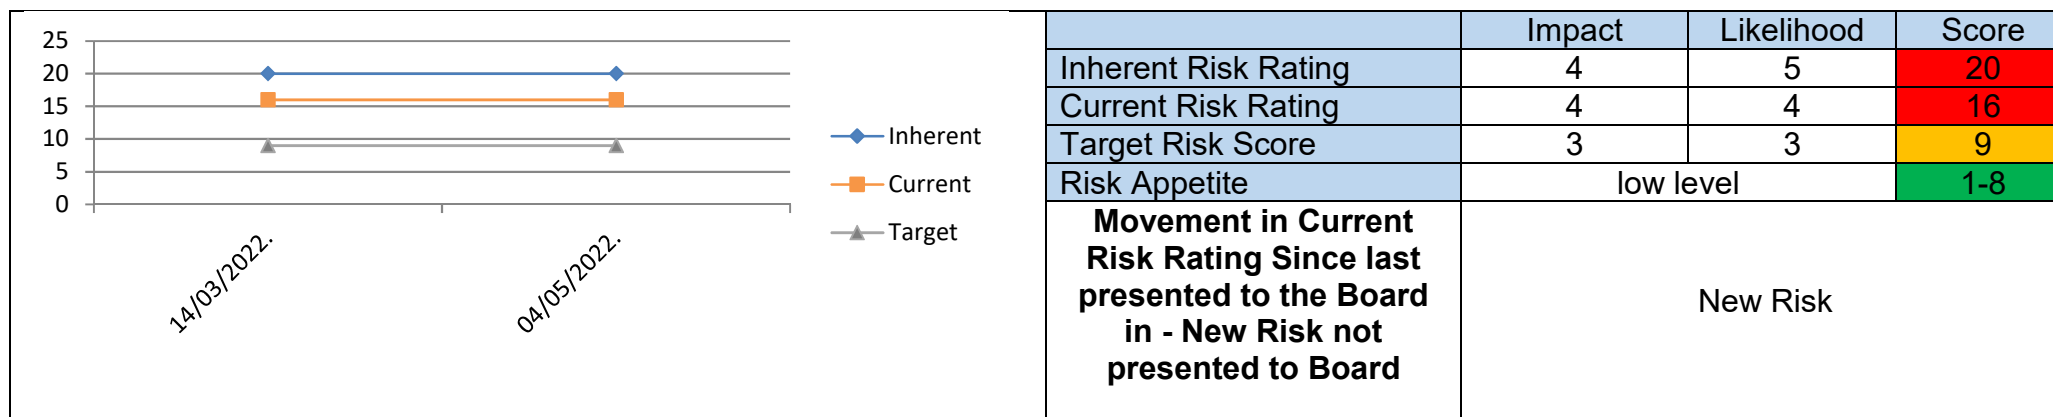 25
20
15
10
5
0
14/03/2022.
04/05/2022.
Inherent
Current
Target
Impact Likelihood Score
Inherent Risk Rating 4 5 20
Current Risk Rating 4 4 16
Target Risk Score 3 3 9
Risk Appetite low level 1-8
Movement in Current
Risk Rating Since last
presented to the Board
in - New Risk not
presented to Board
New Risk